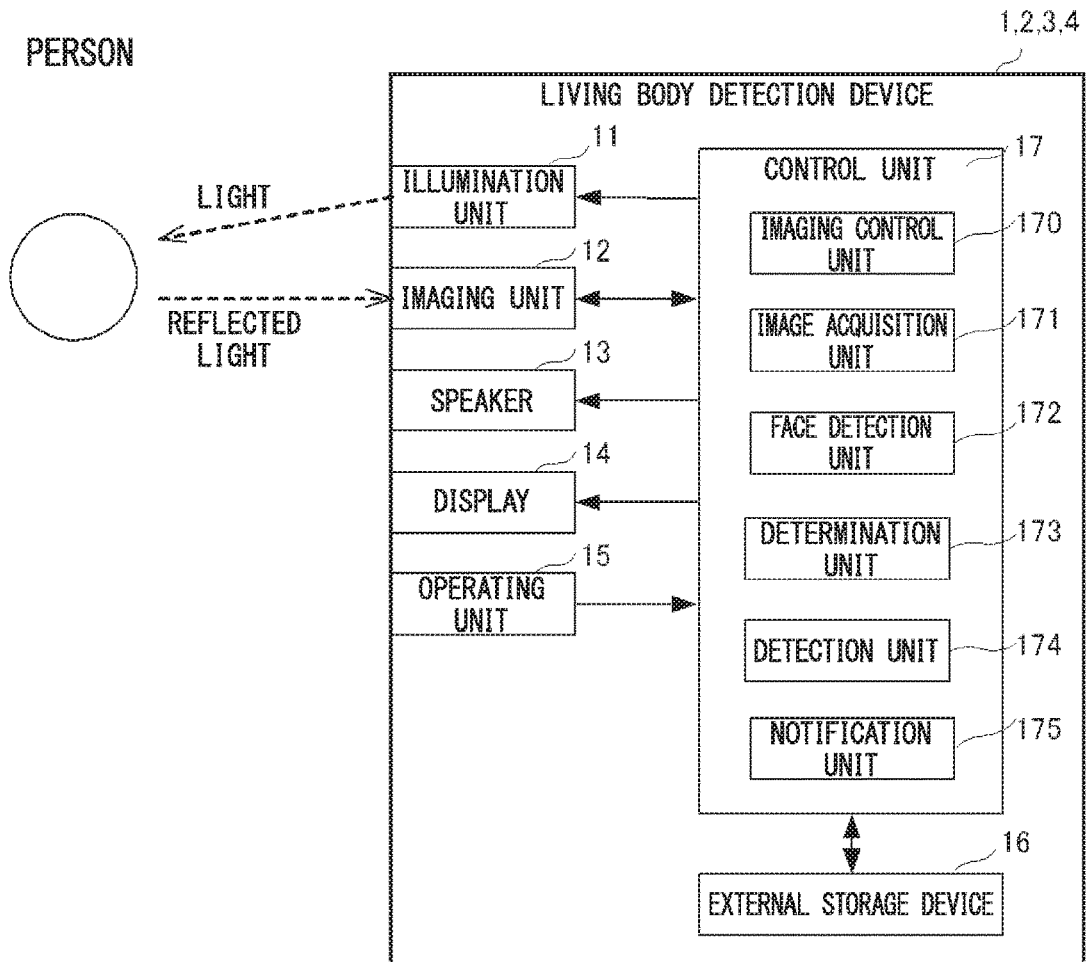 1,2,3,4
PERSON
LIVING BODY DETECTION DEVICE
11
ILLUMINATION
UNIT
LIGHT
12
IMAGING UNIT
REFLECTED
LIGHT
13
SPEAKER
14
DISPLAY
15
OPERATING
UNIT
17
CONTROL UNIT
170
IMAGING CONTROL
UNIT
171
IMAGE ACQUISITION
UNIT
172
FACE DETECTION
UNIT
173
DETERMINATION
UNIT
174
DETECTION UNIT
175
NOTIFICATION
UNIT
16
EXTERNAL STORAGE DEVICE